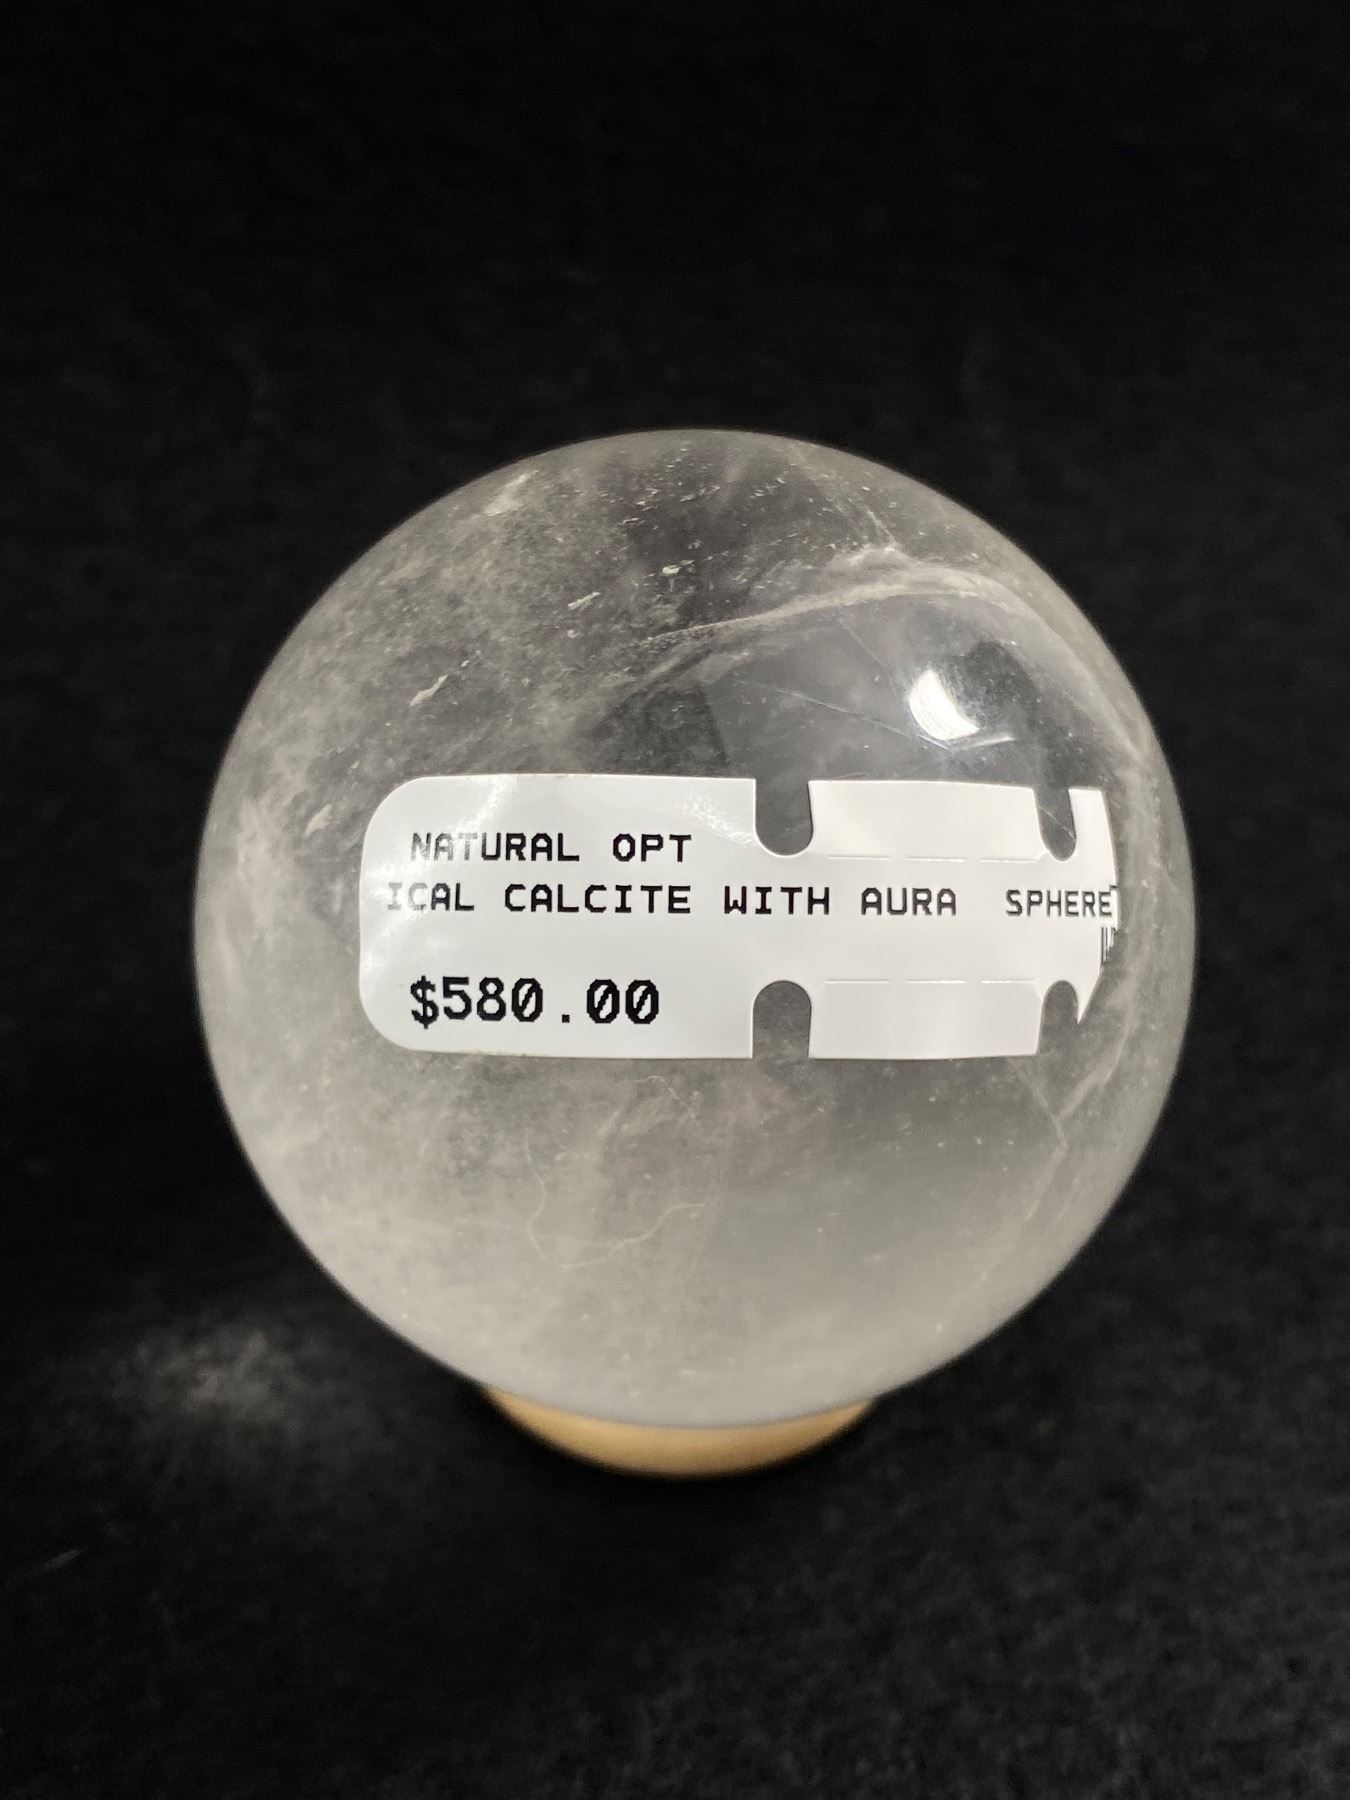 NATURAL OPT
ICAL CALCITE WITH AURA SPHERE
$580.00